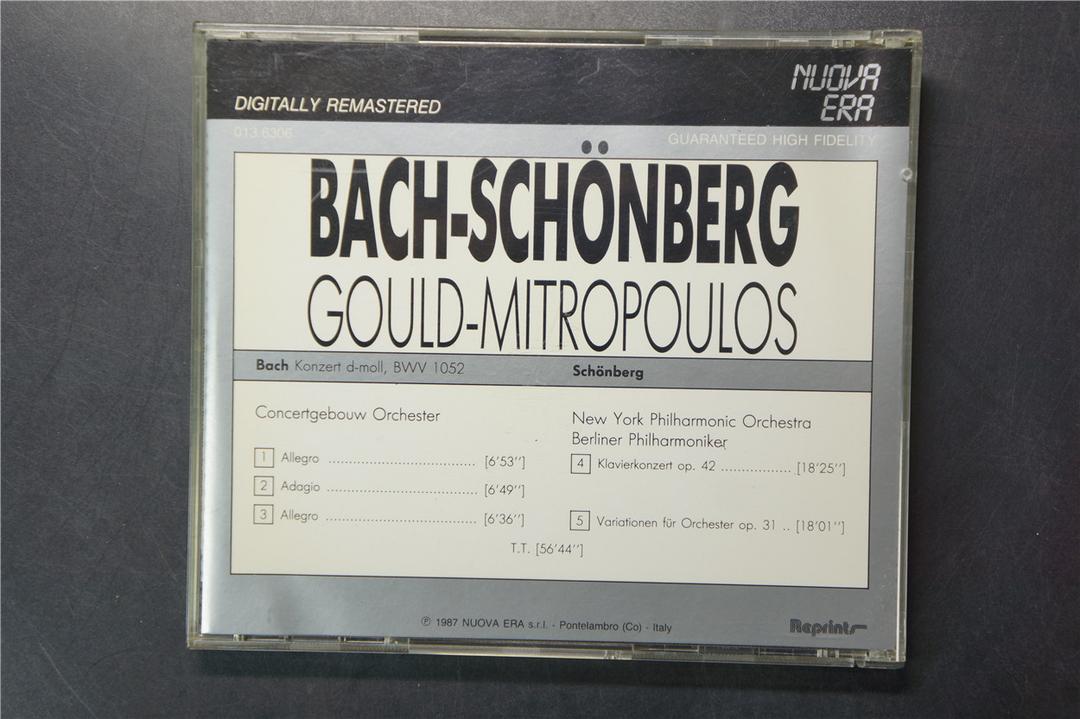 NUOVA
ERA
DIGITALLY REMASTERED
013.6306
GUARANTEED HIGH FIDELITY
BACH-SCHÖNBERG
GOULD-MITROPOULOS
Bach Konzert d-moll, BWV 1052
Concertgebouw Orchester
1 Allegro [6'53'']
2 Adagio [6'49'']
3 Allegro [6'36'']
Schönberg
New York Philharmonic Orchestra
Berliner Philharmoniker
4 Klavierkonzert op. 42 [18'25'']
5 Variationen für Orchester op. 31 .. [18'01'']
T.T. [56'44'']
℗ 1987 NUOVA ERA s.r.l. - Pontelambro (Co) - Italy
Reprints